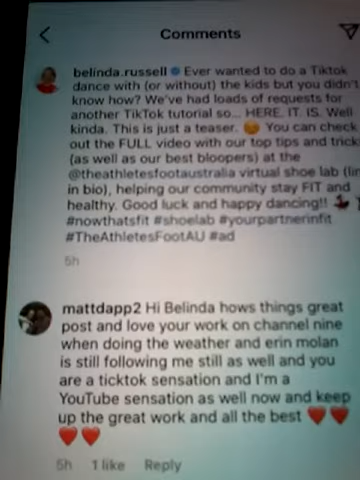 Comments
belinda.russell Ever wanted to do a Tiktok
dance with (or without) the kids but you didn't
know how? We've had loads of requests for
another TikTok tutorial so... HERE. IT. IS. Well
kinda. This is just a teaser. 😉 You can check
out the FULL video with our top tips and trick
(as well as our best bloopers) at the
@theathletesfootaustralia virtual shoe lab (lin
in bio), helping our community stay FIT and
healthy. Good luck and happy dancing!! 💃
#nowthatsfit #shoelab #yourpartnerinfit
#TheAthletesFootAU #ad
5h
mattdapp2 Hi Belinda hows things great
post and love your work on channel nine
when doing the weather and erin molan
is still following me still as well and you
are a ticktok sensation and I'm a
YouTube sensation as well now and keep
up the great work and all the best ❤️❤️
❤️❤️
5h 1 like Reply